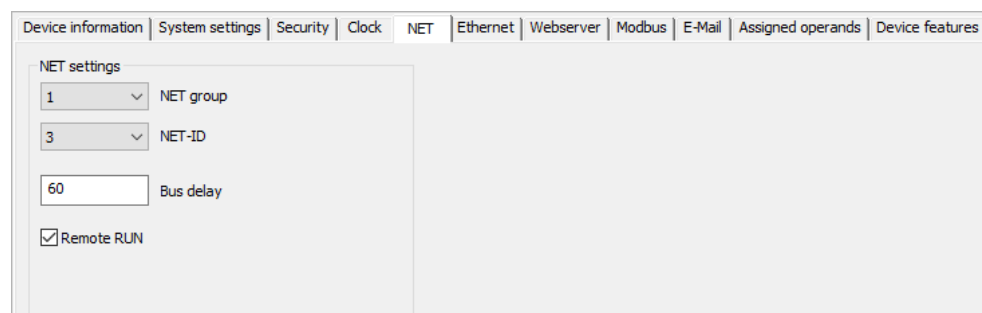 Device information System settings Security Clock NET Ethernet Webserver Modbus E-Mail Assigned operands Device features
NET settings
1 NET group
3 NET-ID
60 Bus delay
Remote RUN